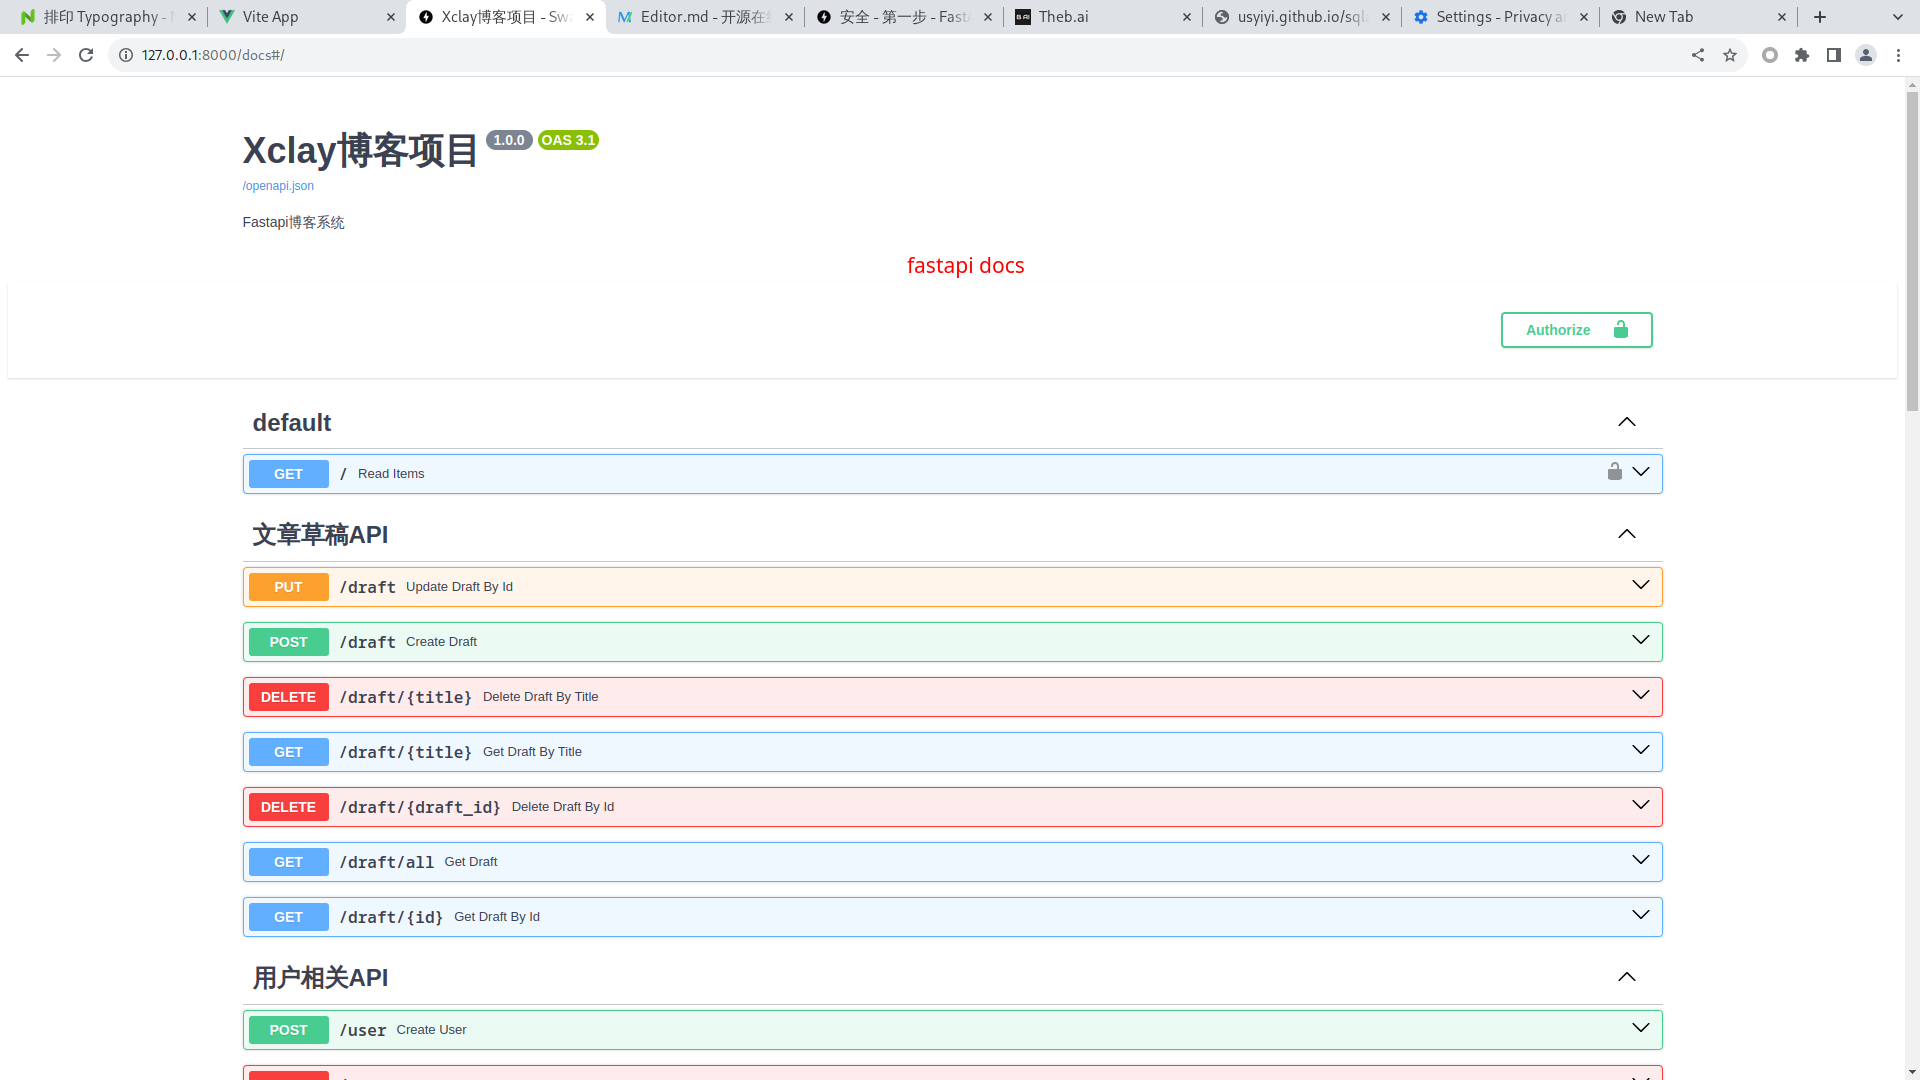 排印 Typography -
Vite App
Xclay博客项目 - Sw
Editor.md - 开源在
安全 - 第一步 - Fast
Theb.ai
usyiyi.github.io/sql
Settings - Privacy a
New Tab
127.0.0.1:8000/docs#/
Xclay博客项目 1.0.0 OAS 3.1
/openapi.json
Fastapi博客系统
fastapi docs
Authorize
default
GET / Read Items
文章草稿API
PUT /draft Update Draft By Id
POST /draft Create Draft
DELETE /draft/{title} Delete Draft By Title
GET /draft/{title} Get Draft By Title
DELETE /draft/{draft_id} Delete Draft By Id
GET /draft/all Get Draft
GET /draft/{id} Get Draft By Id
用户相关API
POST /user Create User